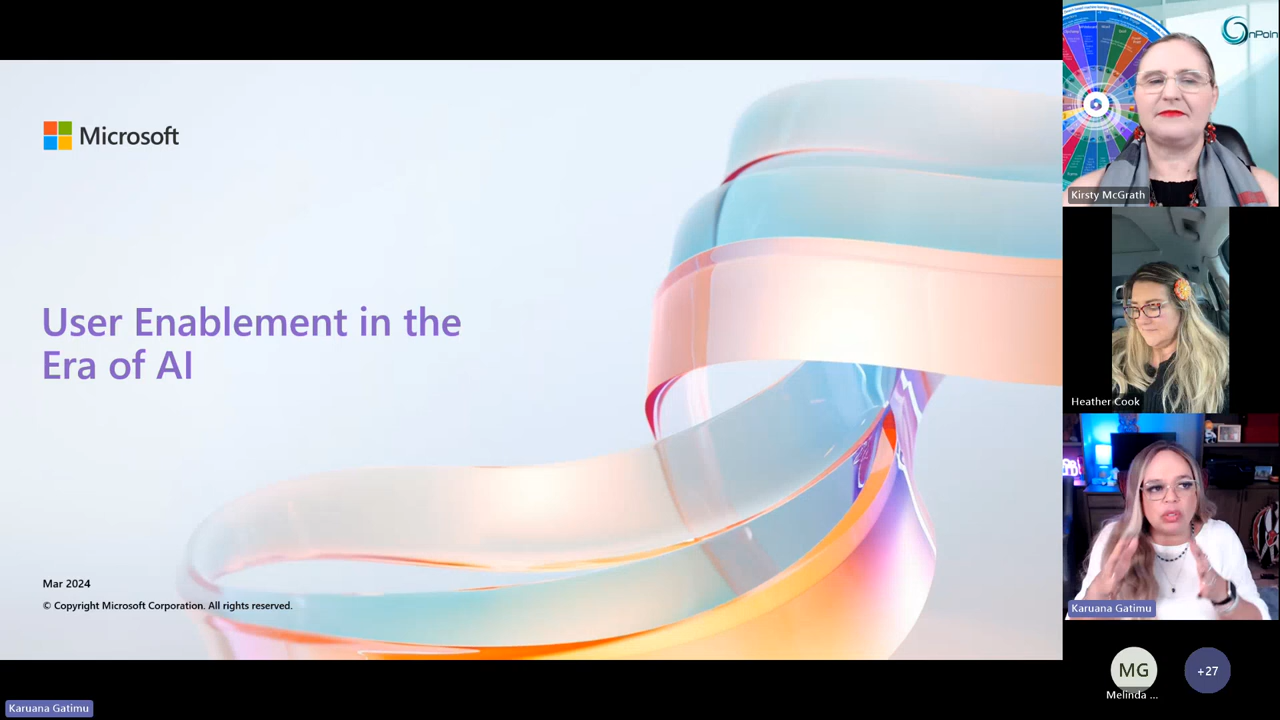 Microsoft
User Enablement in the
Era of AI
Mar 2024
© Copyright Microsoft Corporation. All rights reserved.
Karuana Gatimu
nPoin
Kirsty McGrath
Heather Cook
Karuana Gatimu
MG
Melinda ...
+27